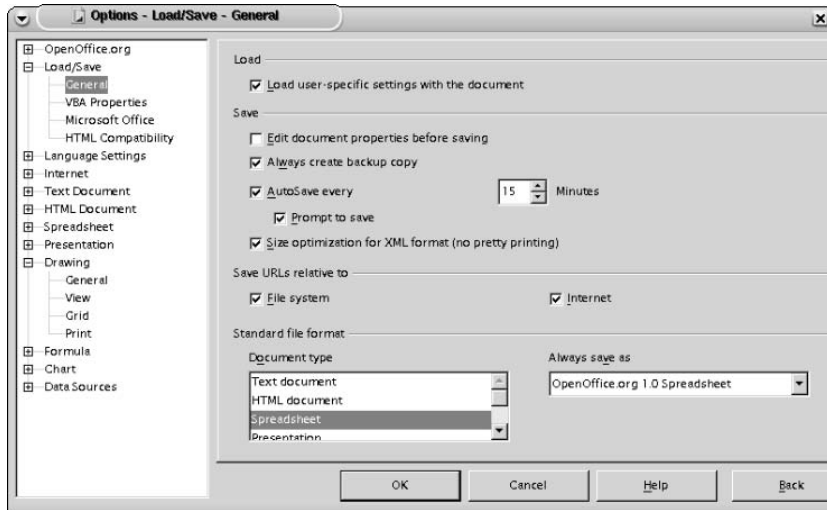 Options - Load/Save - General
OpenOffice.org
Load/Save
General
VBA Properties
Microsoft Office
HTML Compatibility
Language Settings
Internet
Text Document
HTML Document
Spreadsheet
Presentation
Drawing
General
View
Grid
Print
Formula
Chart
Data Sources
Load
Load user-specific settings with the document
Save
Edit document properties before saving
Always create backup copy
AutoSave every 15 Minutes
Prompt to save
Size optimization for XML format (no pretty printing)
Save URLs relative to
File system Internet
Standard file format
Document type Always save as
Text document OpenOffice.org 1.0 Spreadsheet
HTML document
Spreadsheet
Presentation
OK Cancel Help Back